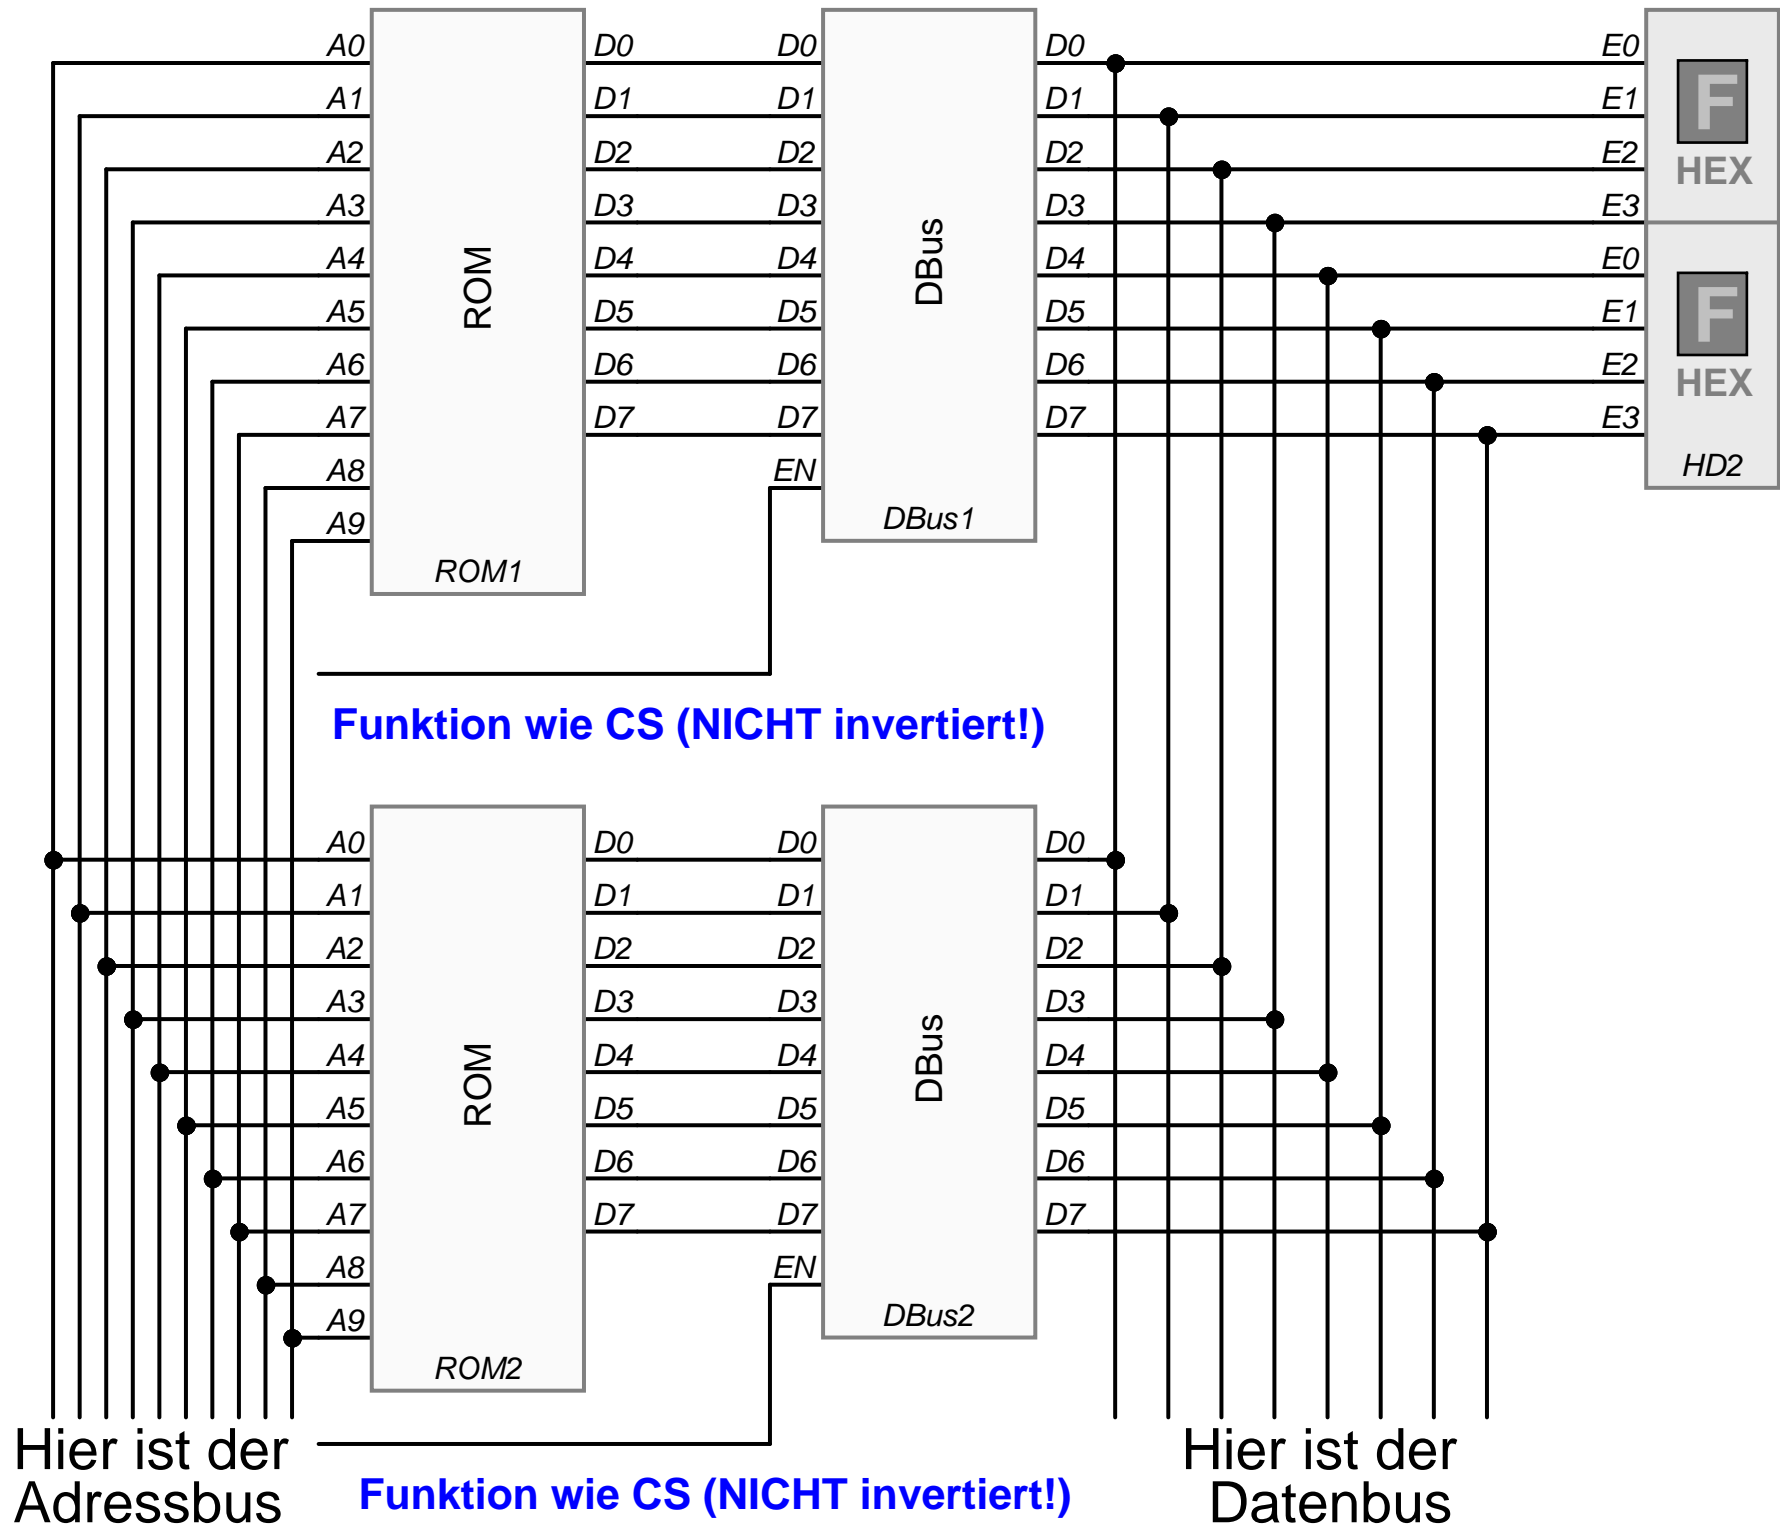 A0 D0 D0 D0 E0
A1 D1 D1 D1 E1
A2 D2 D2 D2 E2
F
HEX
A3 D3 D3 D3 E3
A4 D4 D4 D4 E0
ROM
DBus
A5 D5 D5 D5 E1
F
A6 D6 D6 D6 E2
HEX
A7 D7 D7 D7 E3
A8 EN HD2
A9 DBus1
ROM1
Funktion wie CS (NICHT invertiert!)
A0 D0 D0 D0
A1 D1 D1 D1
A2 D2 D2 D2
A3 D3 D3 D3
A4 D4 D4 D4
ROM
DBus
A5 D5 D5 D5
A6 D6 D6 D6
A7 D7 D7 D7
A8 EN
A9 DBus2
ROM2
Hier ist der
Adressbus
Funktion wie CS (NICHT invertiert!)
Hier ist der
Datenbus